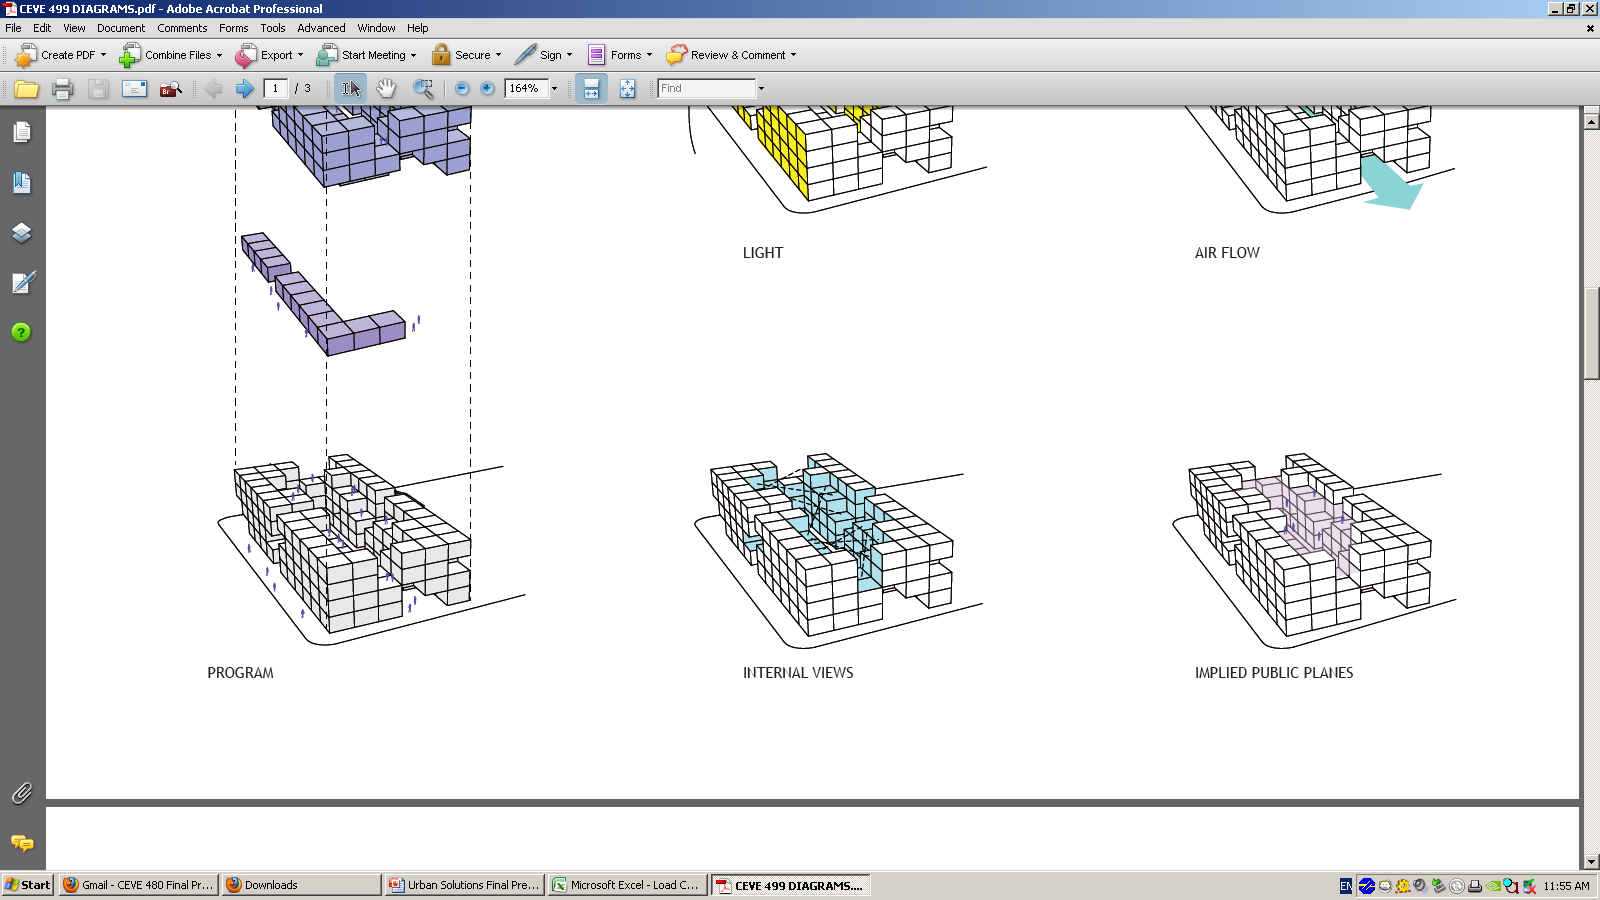 CEVE 499 DIAGRAMS.pdf - Adobe Acrobat Professional
File Edit View Document Comments Forms Tools Advanced Window Help
Create PDF Combine Files Export Start Meeting Secure Sign Forms Review & Comment
1 / 3 164% Find
LIGHT
AIR FLOW
PROGRAM
INTERNAL VIEWS
IMPLIED PUBLIC PLANES
Start Gmail - CEVE 480 Final Pr... Downloads Urban Solutions Final Pre... Microsoft Excel - Load C... CEVE 499 DIAGRAMS.... EN 11:55 AM